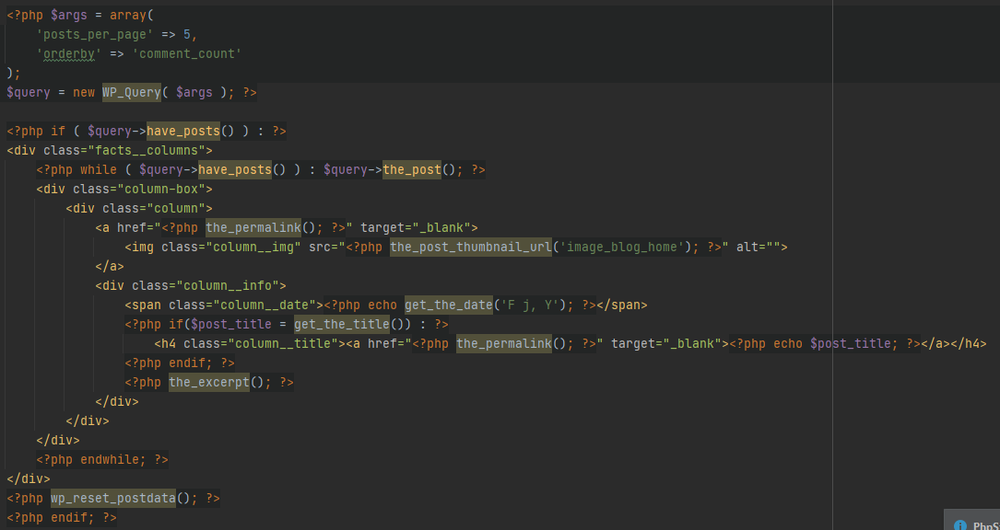 <?php $args = array(
    'posts_per_page' => 5,
    'orderby' => 'comment_count'
);
$query = new WP_Query( $args ); ?>

<?php if ( $query->have_posts() ) : ?>
<div class="facts__columns">
    <?php while ( $query->have_posts() ) : $query->the_post(); ?>
    <div class="column-box">
        <div class="column">
            <a href="<?php the_permalink(); ?>" target="_blank">
                <img class="column__img" src="<?php the_post_thumbnail_url('image_blog_home'); ?>" alt="">
            </a>
            <div class="column__info">
                <span class="column__date"><?php echo get_the_date('F j, Y'); ?></span>
                <?php if($post_title = get_the_title()) : ?>
                    <h4 class="column__title"><a href="<?php the_permalink(); ?>" target="_blank"><?php echo $post_title; ?></a></h4>
                <?php endif; ?>
                <?php the_excerpt(); ?>
            </div>
        </div>
    </div>
    <?php endwhile; ?>
</div>
<?php wp_reset_postdata(); ?>
<?php endif; ?>